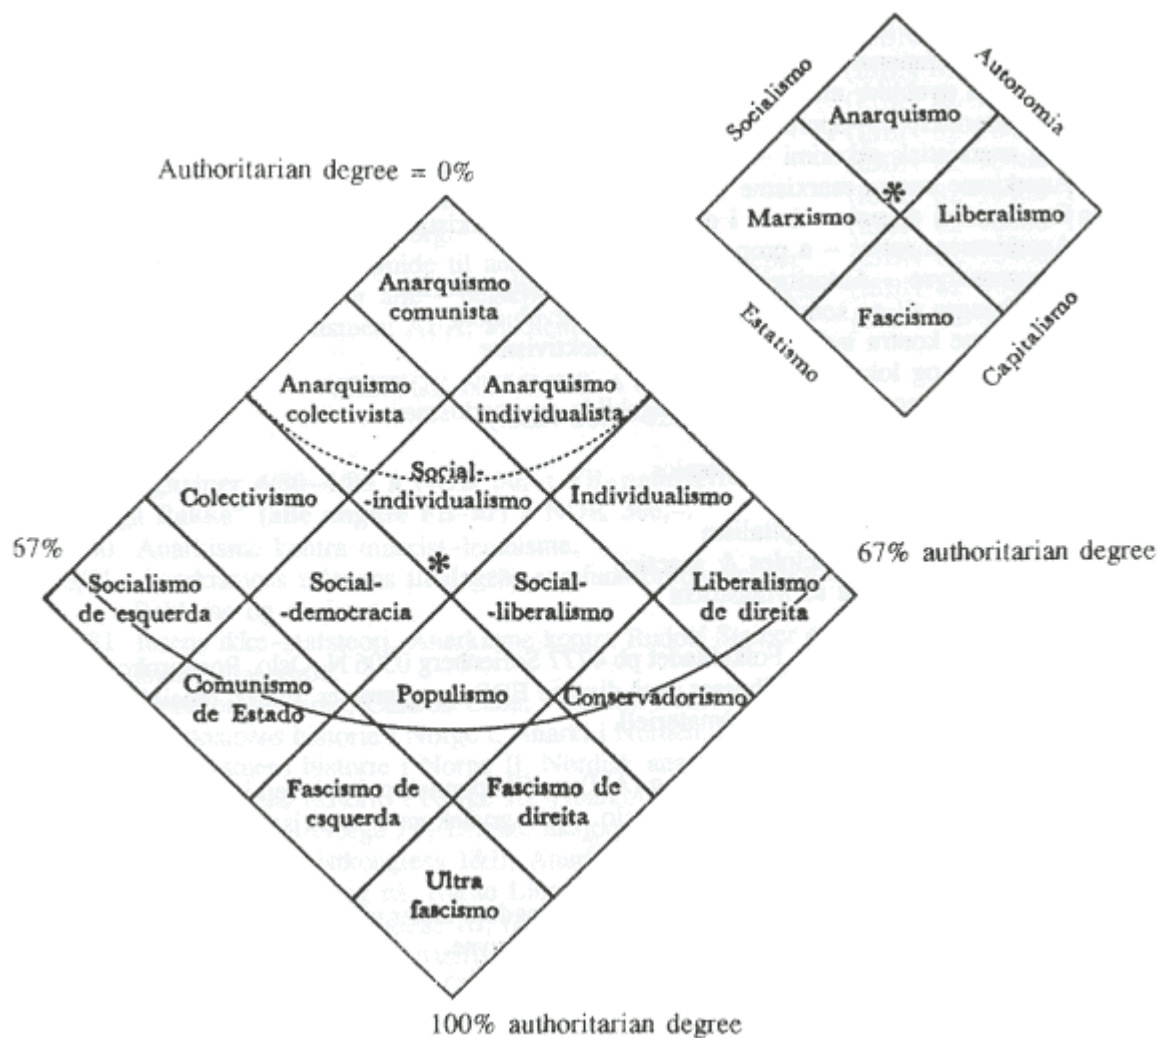 Socialismo
Autonomia
Anarquismo
Marxismo
Liberalismo
Fascismo
Estatismo
Capitalismo
Authoritarian degree = 0%
Anarquismo
comunista
Anarquismo
colectivista
Anarquismo
individualista
Colectivismo
Social-
-individualismo
Individualismo
67%
67% authoritarian degree
Socialismo
de esquerda
Social-
-democracia
Social-
-liberalismo
Liberalismo
de direita
Comunismo
de Estado
Populismo
Conservadorismo
Fascismo de
esquerda
Fascismo de
direita
Ultra
fascismo
100% authoritarian degree